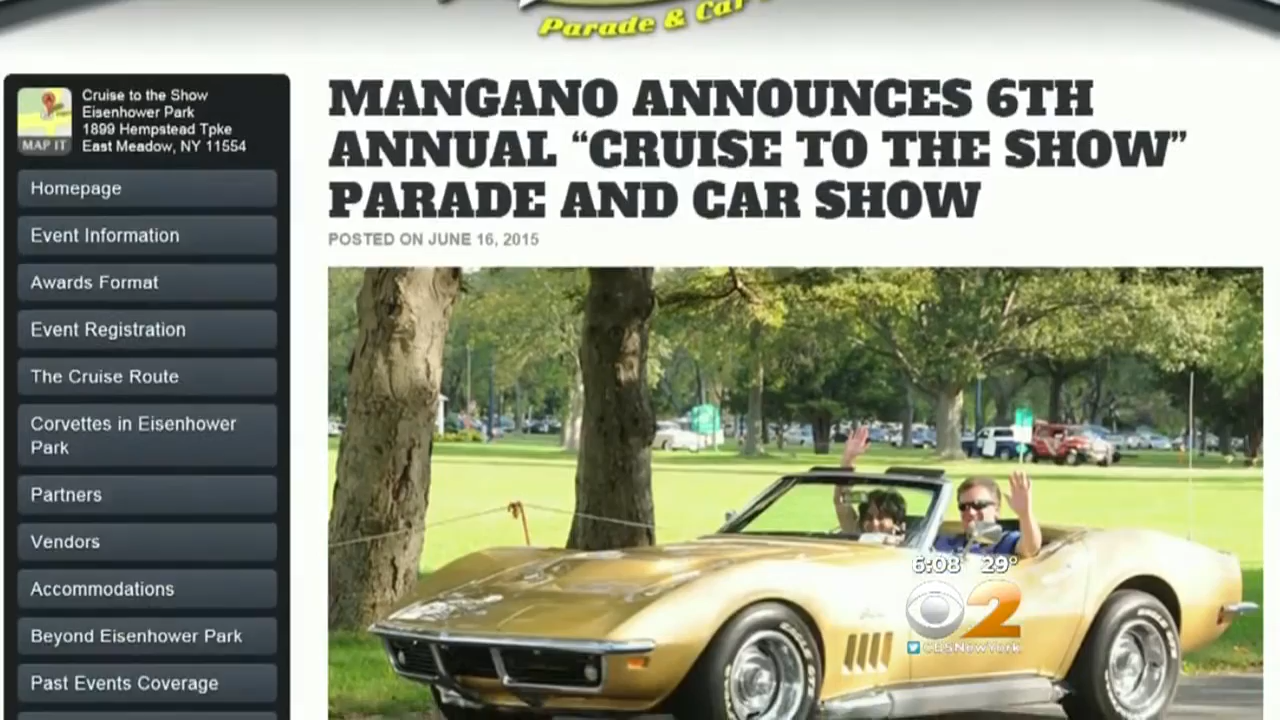 Parade & Car
Cruise to the Show
Eisenhower Park
1899 Hempstead Tpke
East Meadow, NY 11554
MAP IT
Homepage
Event Information
Awards Format
Event Registration
The Cruise Route
Corvettes in Eisenhower
Park
Partners
Vendors
Accommodations
Beyond Eisenhower Park
Past Events Coverage
MANGANO ANNOUNCES 6TH
ANNUAL “CRUISE TO THE SHOW”
PARADE AND CAR SHOW
POSTED ON JUNE 16, 2015
6:08 29°
2
CBSNewYork